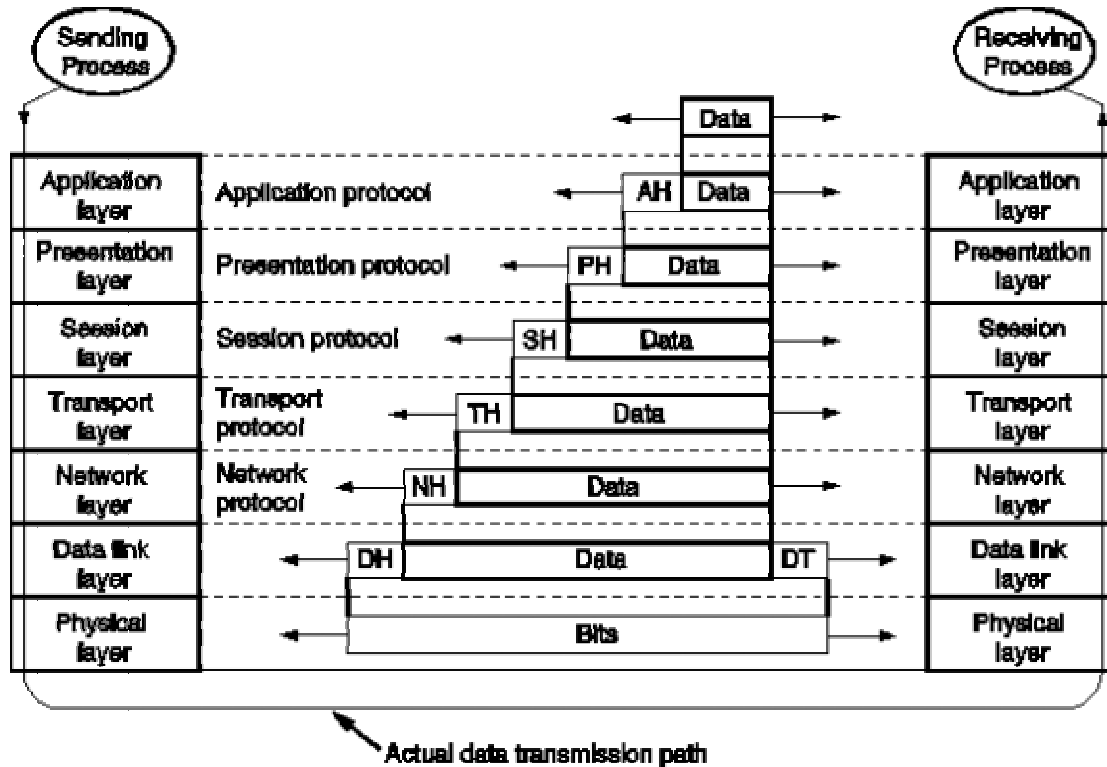 Sending
Process
Receiving
Process
Data
Application
layer
Application protocol
AH
Data
Application
layer
Presentation
layer
Presentation protocol
PH
Data
Presentation
layer
Session
layer
Session protocol
SH
Data
Session
layer
Transport
layer
Transport
protocol
TH
Data
Transport
layer
Network
layer
Network
protocol
NH
Data
Network
layer
Data link
layer
DH
Data
DT
Data link
layer
Physical
layer
Bits
Physical
layer
Actual data transmission path